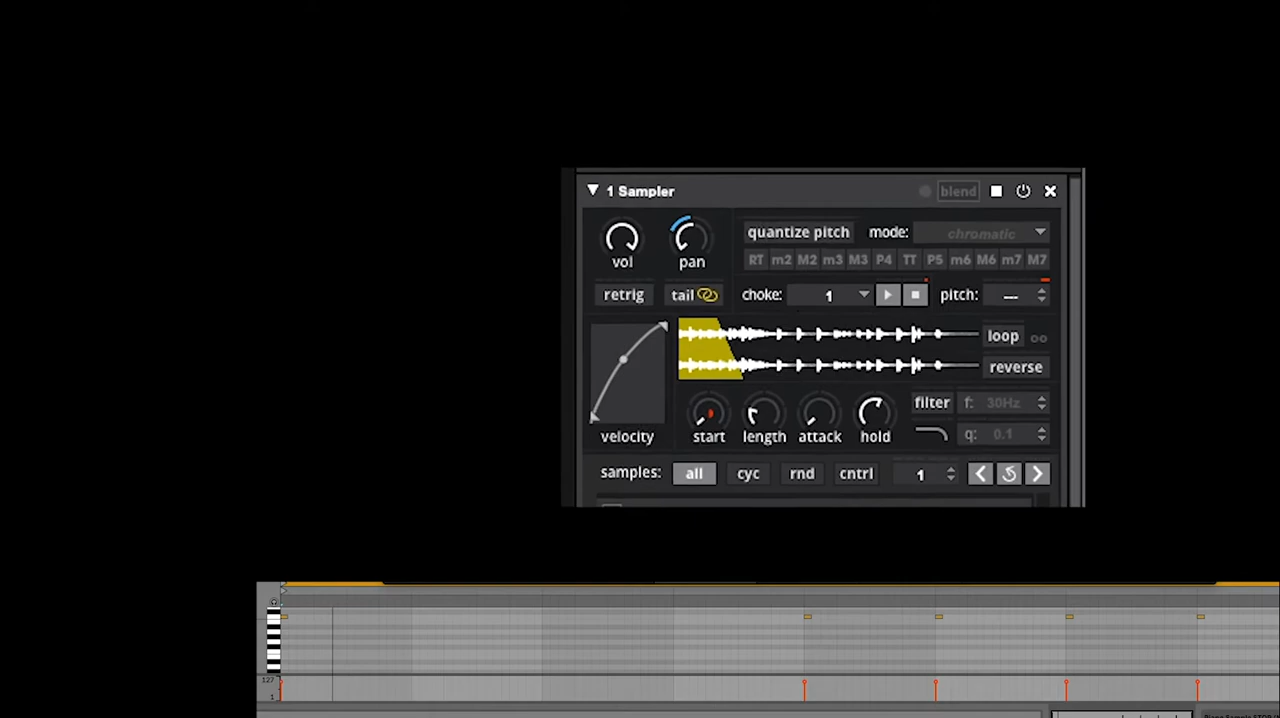 1 Sampler blend
quantize pitch mode: chromatic
vol pan RT m2 M2 m3 M3 P4 TT P5 m6 M6 m7 M7
retrig tail choke: 1 pitch: ---
loop
reverse
filter f: 30Hz
velocity start length attack hold q: 0.1
samples: all cyc rnd cntrl 1
127
1